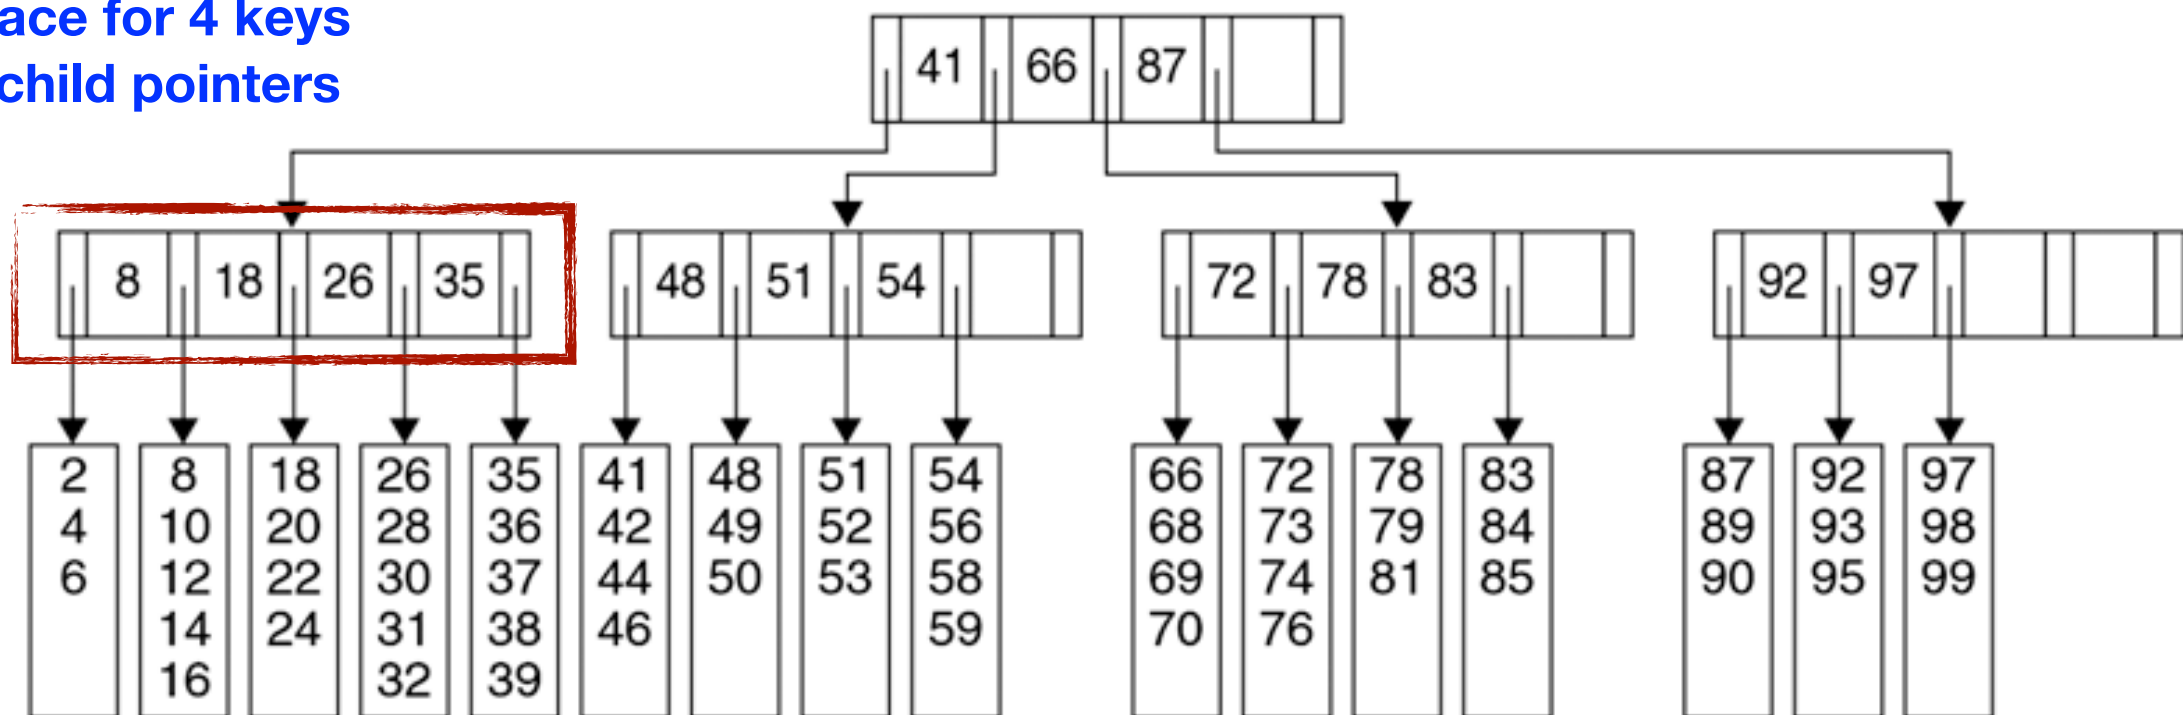 ace for 4 keys
child pointers
41 66 87
8 18 26 35
48 51 54
72 78 83
92 97
2 8 18 26 35 41 48 51 54 66 72 78 83 87 92 97
4 10 20 28 36 42 49 52 56 68 73 79 84 89 93 98
6 12 22 30 37 44 50 53 58 69 74 81 85 90 95 99
14 24 31 38 46 59 70 76
16 32 39